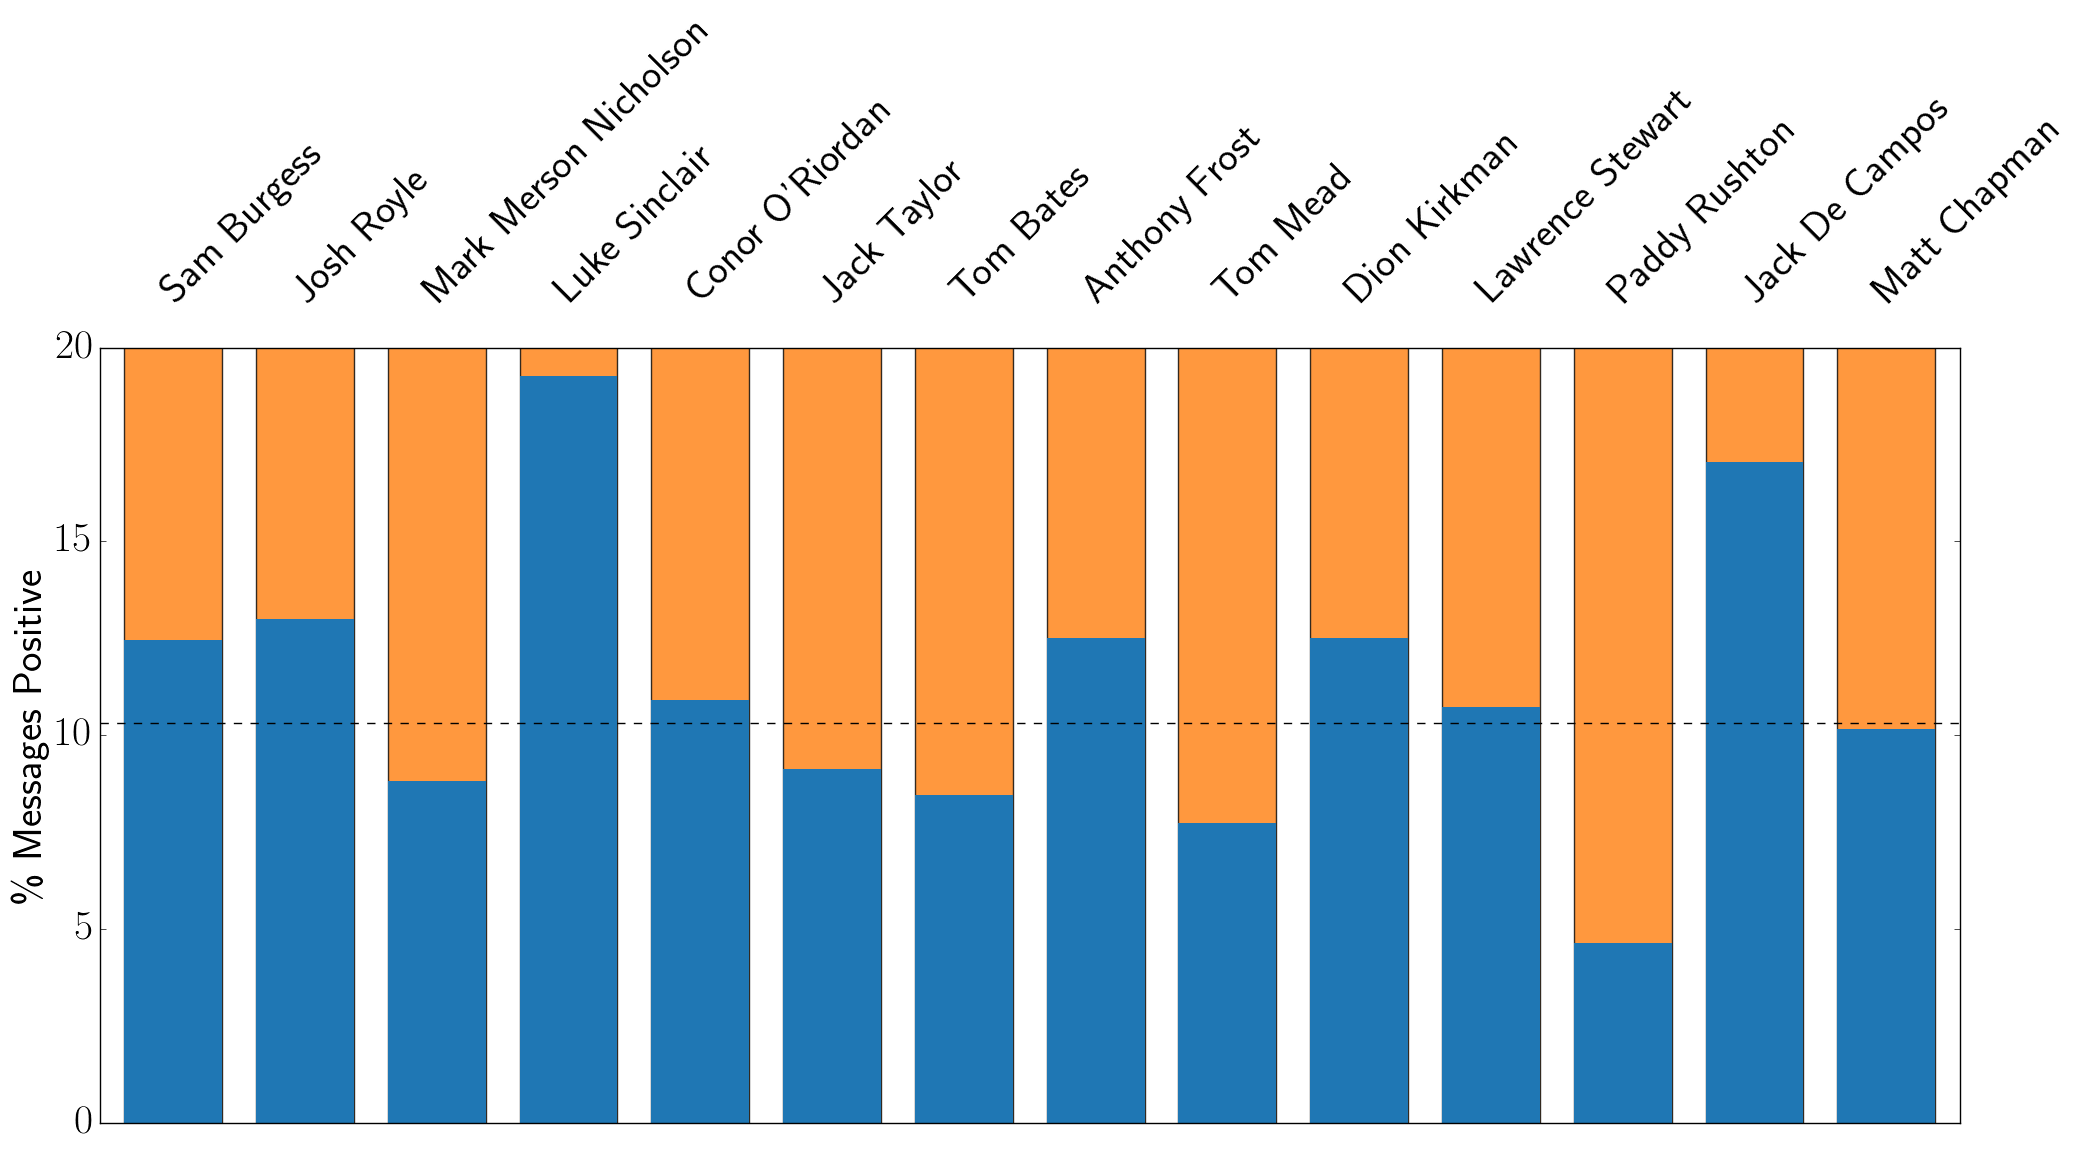 Sam Burgess
Josh Royle
Mark Merson Nicholson
Luke Sinclair
Conor O'Riordan
Jack Taylor
Tom Bates
Anthony Frost
Tom Mead
Dion Kirkman
Lawrence Stewart
Paddy Rushton
Jack De Campos
Matt Chapman
% Messages Positive
20
15
10
5
0